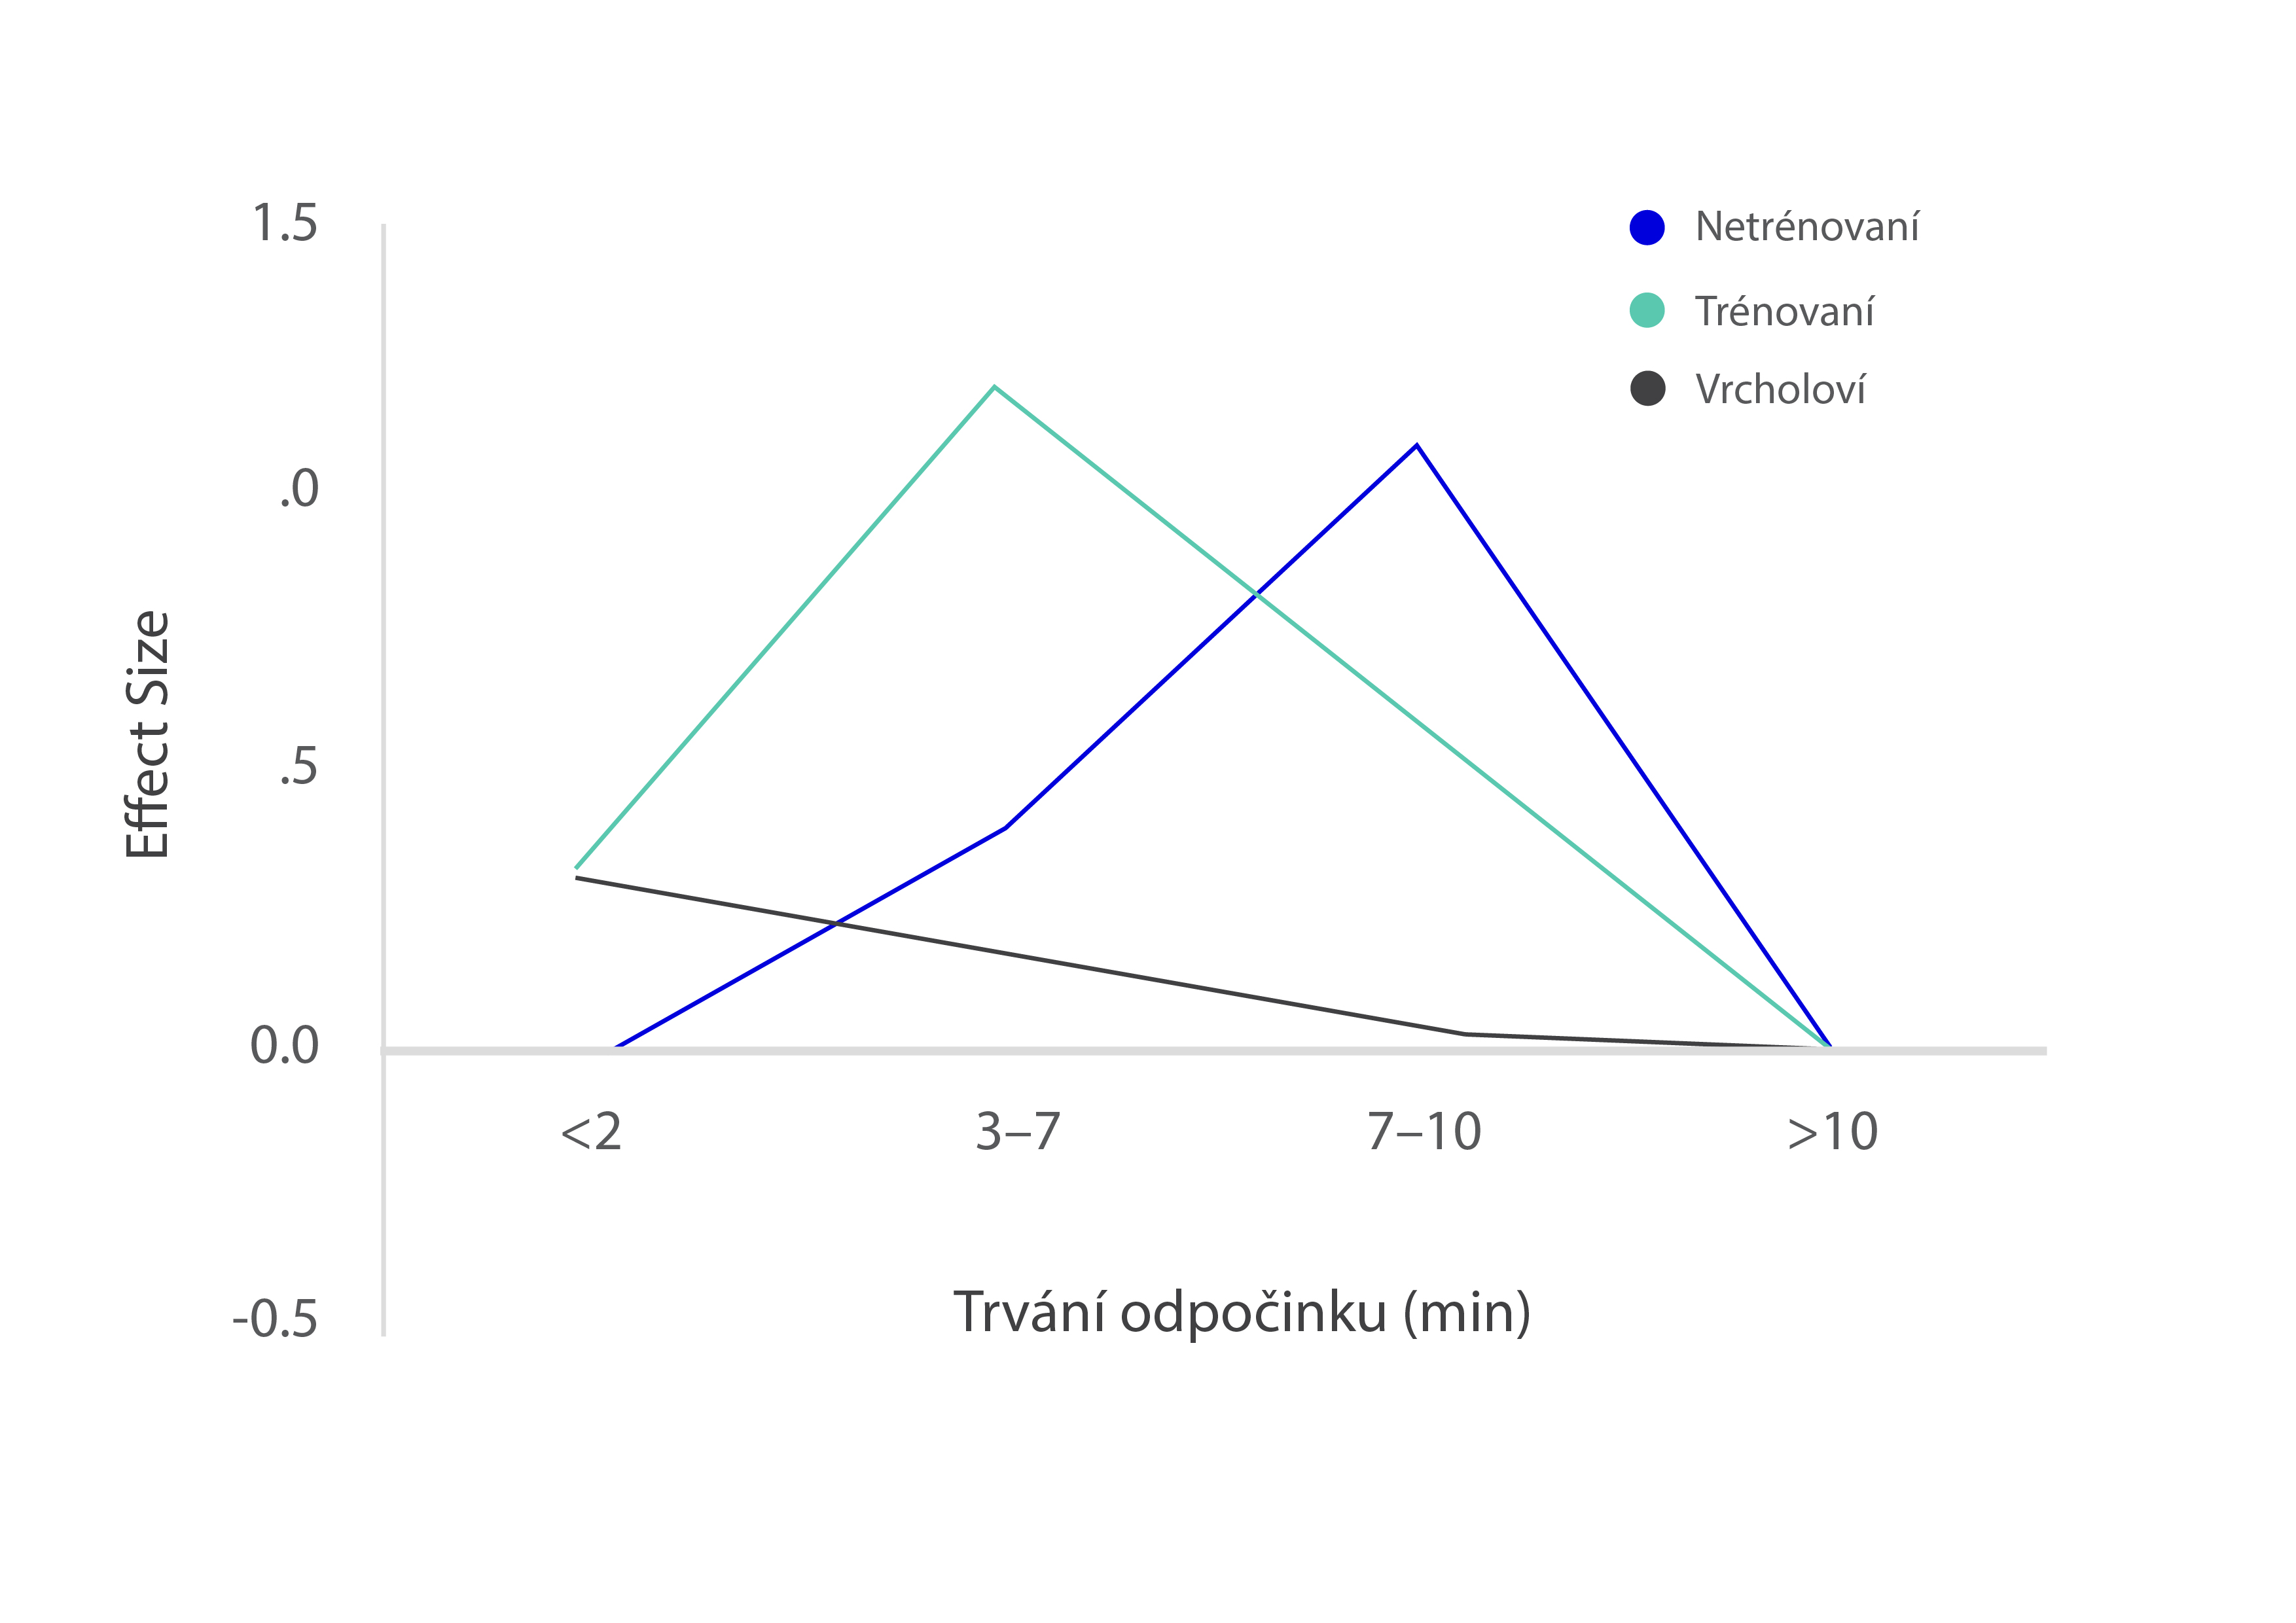 1.5
.0
.5
0.0
-0.5
Effect Size
Netrénovaní
Trénovaní
Vrcholoví
<2
3–7
7–10
>10
Trvání odpočinku (min)